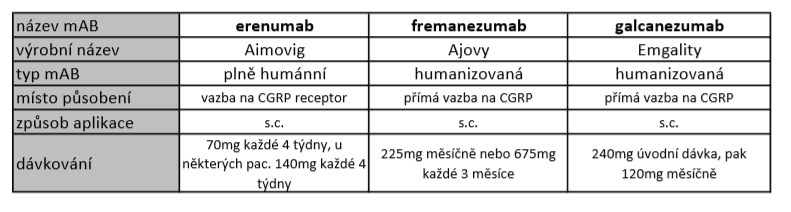 název mAB erenumab fremanezumab galcanezumab
výrobní název Aimovig Ajovy Emgality
typ mAB plně humánní humanizovaná humanizovaná
místo působení vazba na CGRP receptor přímá vazba na CGRP přímá vazba na CGRP
způsob aplikace s.c. s.c. s.c.
dávkování
70mg každé 4 týdny, u
některých pac. 140mg každé 4
týdny
225mg měsíčně nebo 675mg
každé 3 měsíce
240mg úvodní dávka, pak
120mg měsíčně